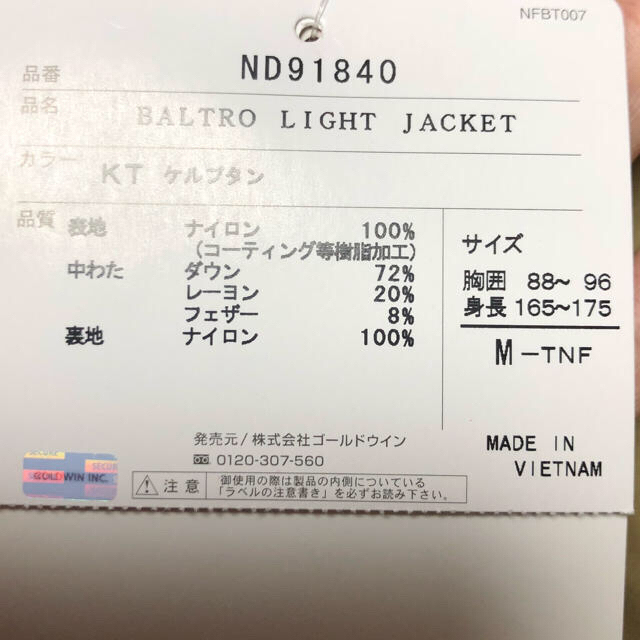 NFBT007
品番 ND91840
品名 BALTRO LIGHT JACKET
カラー KT ケルプタン
品質 表地 ナイロン 100%
(コーティング等樹脂加工)
中わた ダウン 72%
レーヨン 20%
フェザー 8%
裏地 ナイロン 100%
サイズ
胸囲 88～ 96
身長 165～175
M-TNF
発売元/株式会社ゴールドウイン
0120-307-560
MADE IN
VIETNAM
注意
御使用の際は製品の内側についている
「ラベルの注意書き」を必ずお読み下さい。
SECURE
SECUR
GOLDWIN INC.